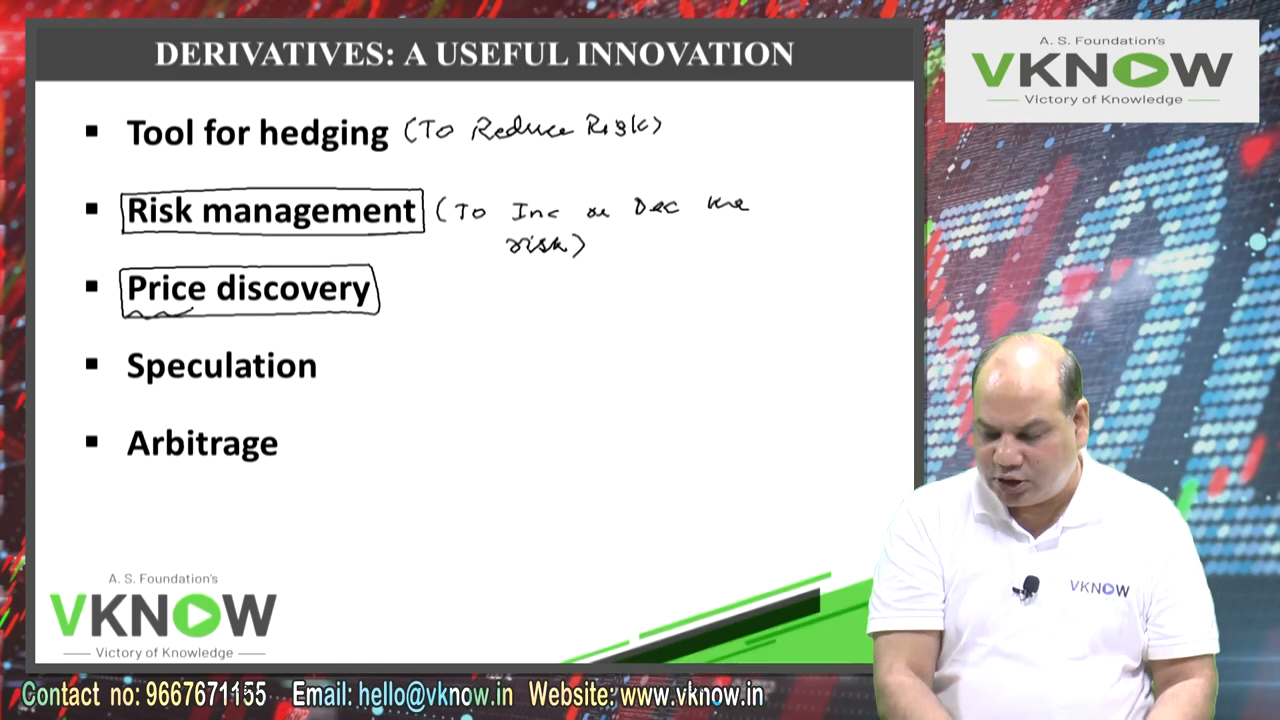 DERIVATIVES: A USEFUL INNOVATION
A. S. Foundation's
VKNOW
Victory of Knowledge
▪ Tool for hedging (To Reduce Risk)
▪ Risk management (To Inc or Dec the
risk)
▪ Price discovery
▪ Speculation
▪ Arbitrage
A. S. Foundation's
VKNOW
Victory of Knowledge
VKNOW
Contact no: 9667671155 Email: hello@vknow.in Website: www.vknow.in